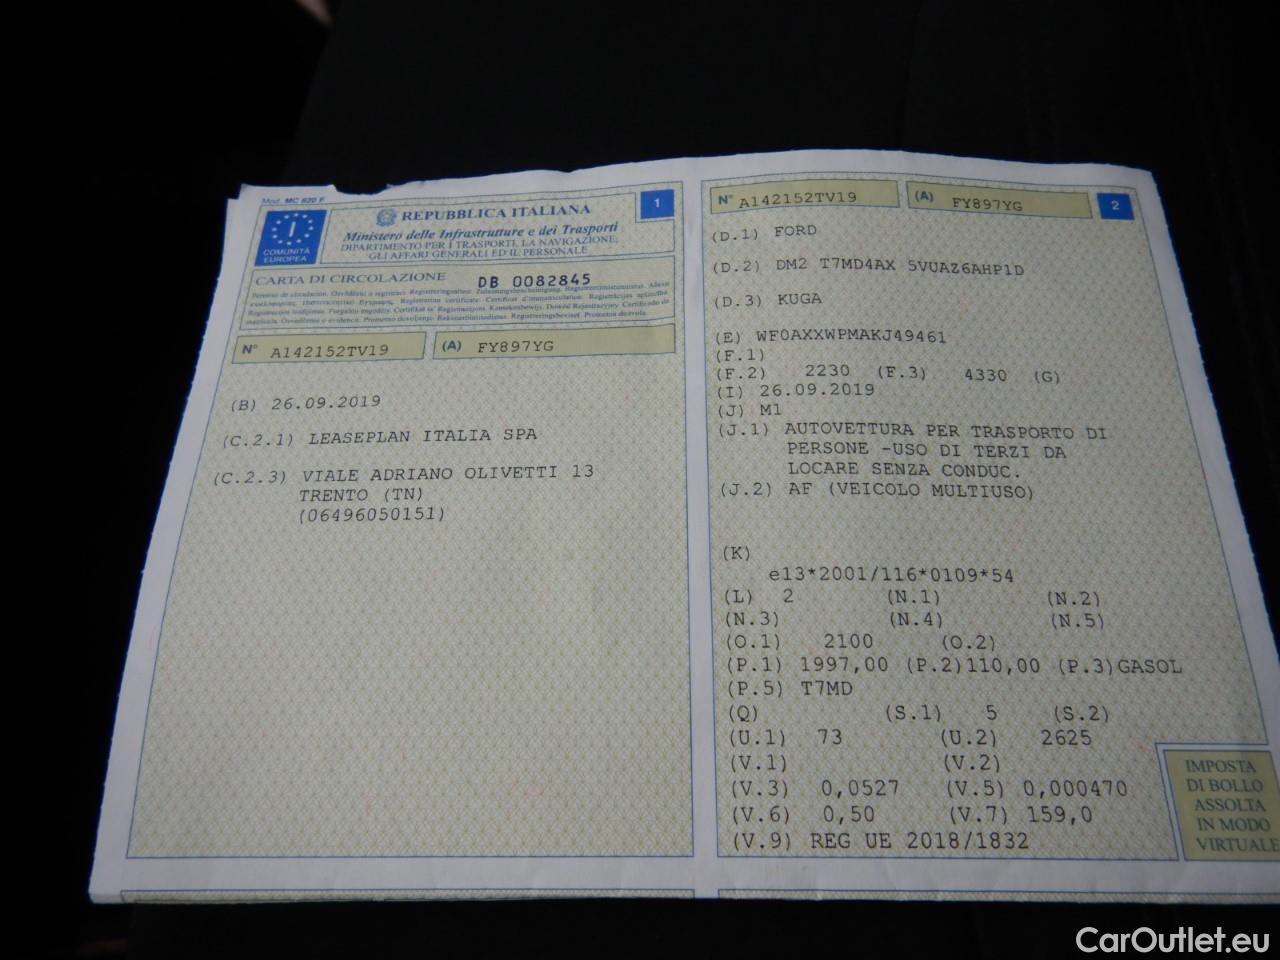 Mod. MC 820 F
I
COMUNITÀ
EUROPEA
REPUBBLICA ITALIANA
Ministero delle Infrastrutture e dei Trasporti
DIPARTIMENTO PER I TRASPORTI, LA NAVIGAZIONE,
GLI AFFARI GENERALI ED IL PERSONALE
1
CARTA DI CIRCOLAZIONE DB 0082845
N° A142152TV19 (A) FY897YG
(B) 26.09.2019
(C.2.1) LEASEPLAN ITALIA SPA
(C.2.3) VIALE ADRIANO OLIVETTI 13
TRENTO (TN)
(06496050151)
N° A142152TV19 (A) FY897YG 2
(D.1) FORD
(D.2) DM2 T7MD4AX 5VUAZ6AHP1D
(D.3) KUGA
(E) WF0AXXWPMAKJ49461
(F.1)
(F.2) 2230 (F.3) 4330 (G)
(I) 26.09.2019
(J) M1
(J.1) AUTOVETTURA PER TRASPORTO DI
PERSONE -USO DI TERZI DA
LOCARE SENZA CONDUC.
(J.2) AF (VEICOLO MULTIUSO)
(K)
e13*2001/116*0109*54
(L) 2 (N.1) (N.2)
(N.3) (N.4) (N.5)
(O.1) 2100 (O.2)
(P.1) 1997,00 (P.2)110,00 (P.3)GASOL
(P.5) T7MD
(Q) (S.1) 5 (S.2)
(U.1) 73 (U.2) 2625
(V.1) (V.2)
(V.3) 0,0527 (V.5) 0,000470
(V.6) 0,50 (V.7) 159,0
(V.9) REG UE 2018/1832
IMPOSTA
DI BOLLO
ASSOLTA
IN MODO
VIRTUALE
CarOutlet.eu